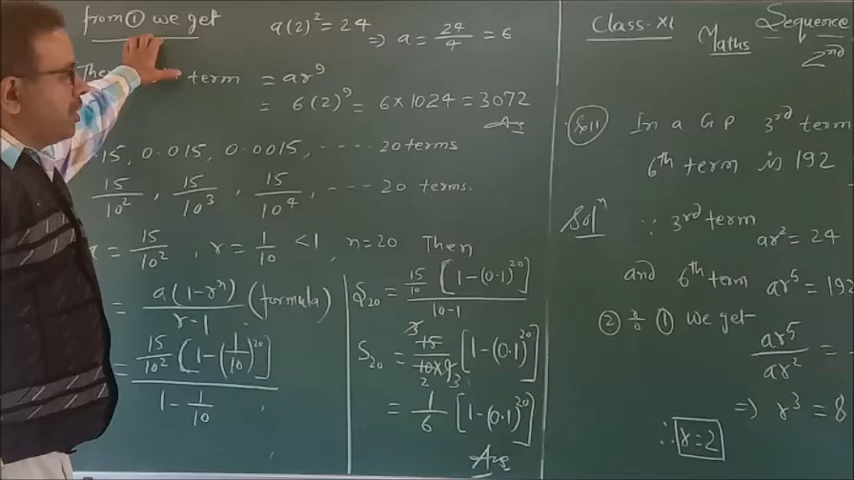 from ① we get
a(2)² = 24
⇒ a = 24/4 = 6
term = ar⁹
= 6(2)⁹ = 6×1024 = 3072
Ans
.15, 0.015, 0.0015, ---- 20 terms
15/10², 15/10³, 15/10⁴, ---- 20 terms.
a = 15/10², r = 1/10 <1, n=20 Then
= a(1-rⁿ)/r-1 (formula)
= 15/10² [1-(1/10)²⁰]/1-1/10
S₂₀ = 15/10 [1-(0.1)²⁰]/10-1
S₂₀ = 15/10×9 [1-(0.1)²⁰]
= 1/6 [1-(0.1)²⁰]
Ans
Class-XI
Maths
Sequence
2nd
In a GP 3rd term
6th term is 192
Solⁿ ∵ 3rd term
ar² = 24
and 6th term ar⁵ = 192
② ÷ ① we get
ar⁵/ar² =
⇒ r³ = 8
∴ r=2